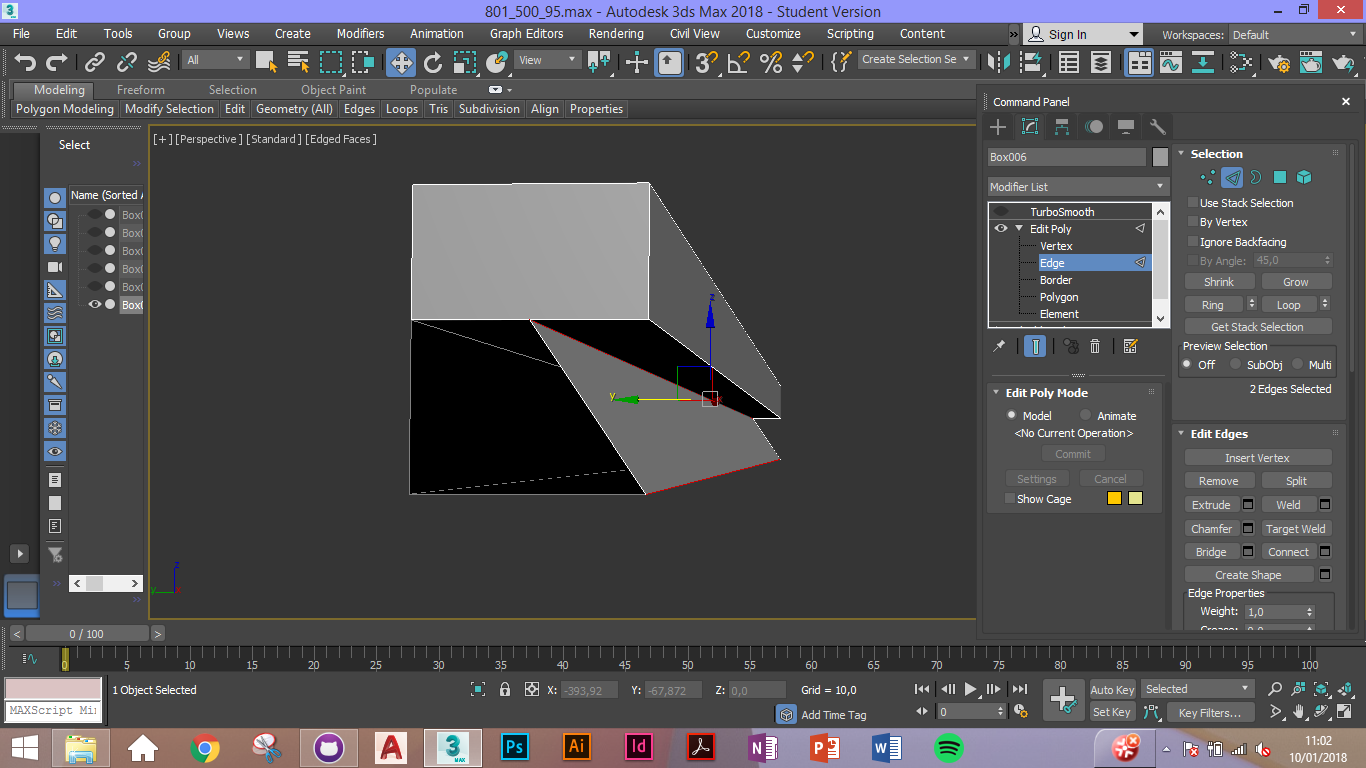 801_500_95.max - Autodesk 3ds Max 2018 - Student Version
File Edit Tools Group Views Create Modifiers Animation Graph Editors Rendering Civil View Customize Scripting Content
Sign In Workspaces: Default
All View Create Selection Se
Modeling Freeform Selection Object Paint Populate
Polygon Modeling Modify Selection Edit Geometry (All) Edges Loops Tris Subdivision Align Properties
Select
Name (Sorted A
[+] [Perspective ] [Standard ] [Edged Faces ]
z
y
z
y
Command Panel
Box006
Modifier List
TurboSmooth
Edit Poly
Vertex
Edge
Border
Polygon
Element
Edit Poly Mode
Model Animate
<No Current Operation>
Commit
Settings Cancel
Show Cage
Selection
Use Stack Selection
By Vertex
Ignore Backfacing
By Angle: 45,0
Shrink Grow
Ring Loop
Get Stack Selection
Preview Selection
Off SubObj Multi
2 Edges Selected
Edit Edges
Insert Vertex
Remove Split
Extrude Weld
Chamfer Target Weld
Bridge Connect
Create Shape
Edge Properties
Weight: 1,0
0 / 100
0 5 10 15 20 25 30 35 40 45 50 55 60 65 70 75 80 85 90 95 100
1 Object Selected X: -393,92 Y: -67,872 Z: 0,0 Grid = 10,0 Auto Key Selected
MAXScript Mi
Add Time Tag 0 Set Key Key Filters...
A 3 MAX Ps Ai Id N P W
11:02
10/01/2018